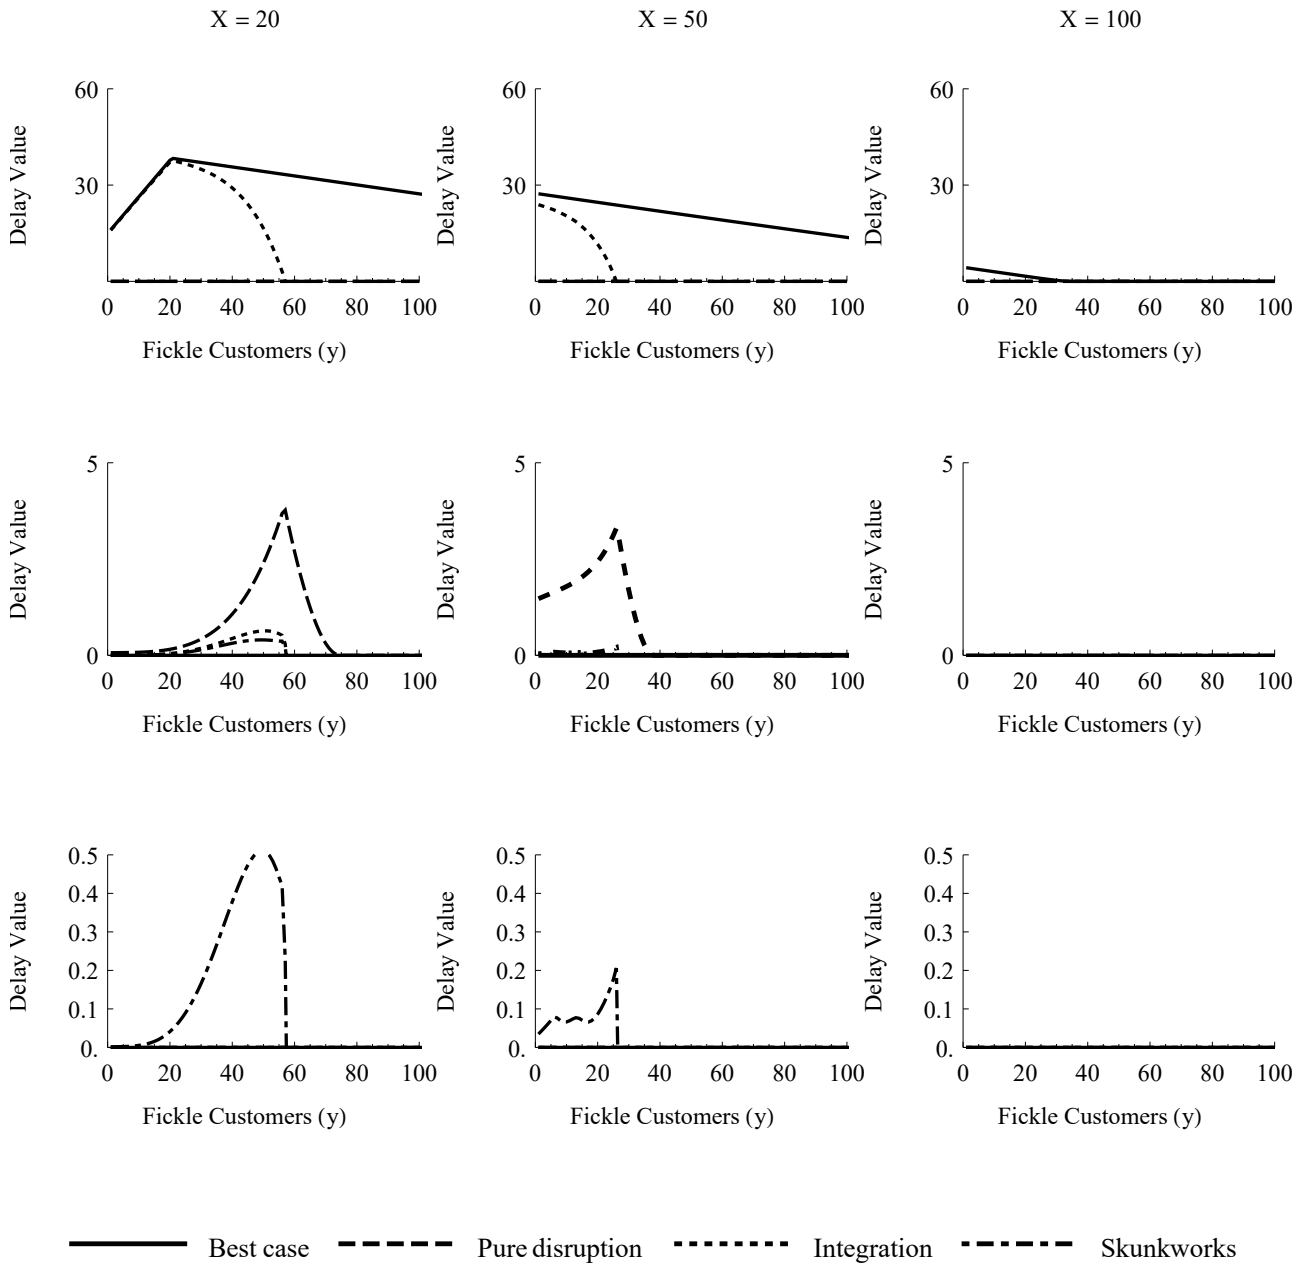 X = 20 X = 50 X = 100
60 60 60
Delay Value Delay Value Delay Value
30 30 30
0 20 40 60 80 100 0 20 40 60 80 100 0 20 40 60 80 100
Fickle Customers (y) Fickle Customers (y) Fickle Customers (y)
5 5 5
Delay Value Delay Value Delay Value
0 0 0
0 20 40 60 80 100 0 20 40 60 80 100 0 20 40 60 80 100
Fickle Customers (y) Fickle Customers (y) Fickle Customers (y)
0.5 0.5 0.5
0.4 0.4 0.4
0.3 0.3 0.3
Delay Value Delay Value Delay Value
0.2 0.2 0.2
0.1 0.1 0.1
0. 0. 0.
0 20 40 60 80 100 0 20 40 60 80 100 0 20 40 60 80 100
Fickle Customers (y) Fickle Customers (y) Fickle Customers (y)
Best case Pure disruption Integration Skunkworks